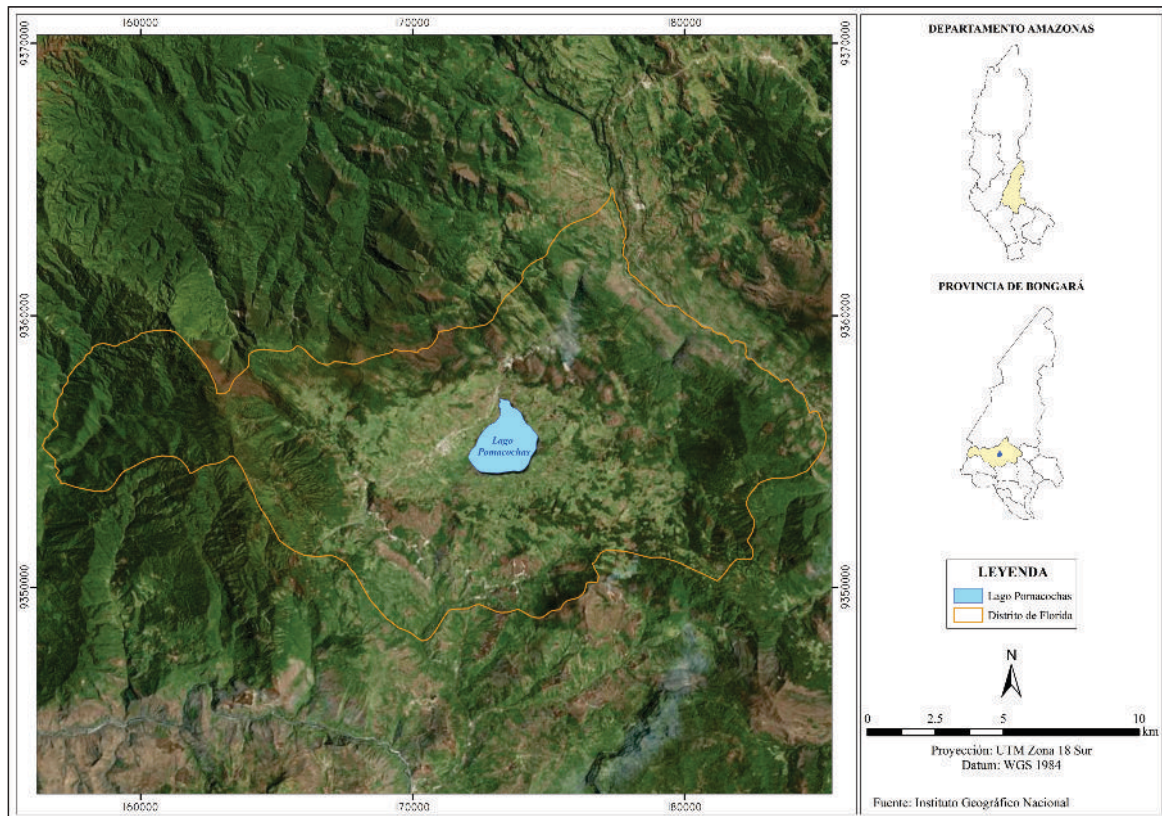 160000 170000 180000
9370000 9370000
9360000 9360000
9350000 9350000
160000 170000 180000
Lago
Pomacochas
DEPARTAMENTO AMAZONAS
PROVINCIA DE BONGARÁ
LEYENDA
Lago Pomacochas
Distrito de Florida
N
0 2.5 5 10
km
Proyección: UTM Zona 18 Sur
Datum: WGS 1984
Fuente: Instituto Geográfico Nacional